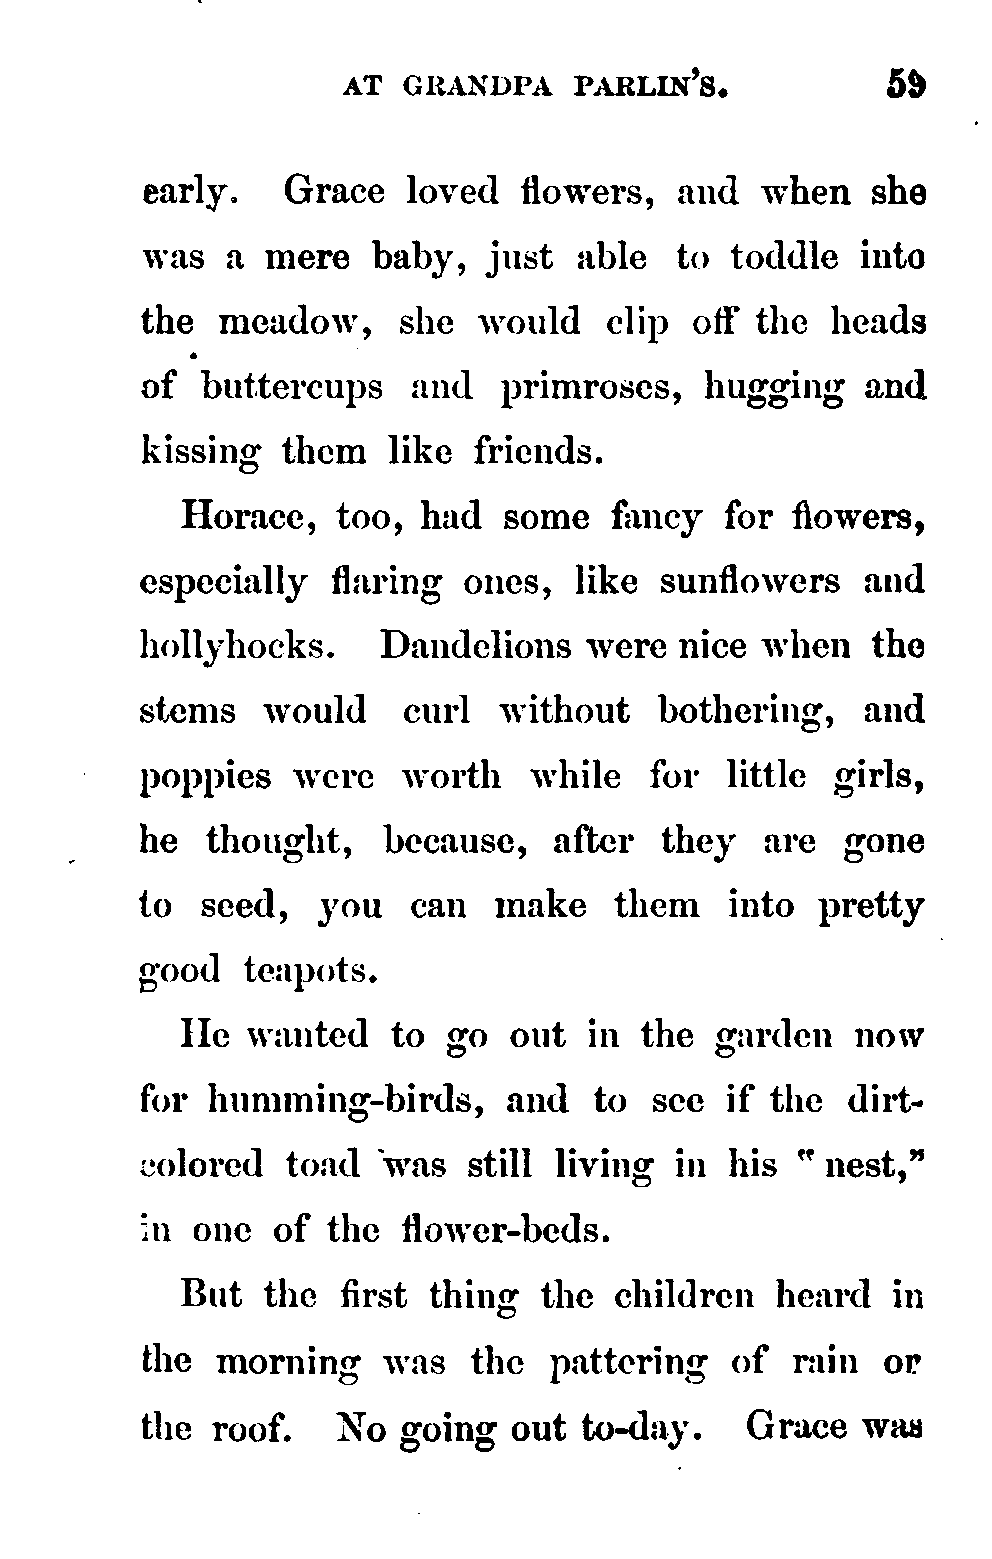 AT GRANDPA PARLIN'S. 59
early. Grace loved flowers, and when she
was a mere baby, just able to toddle into
the meadow, she would clip off the heads
of buttercups and primroses, hugging and
kissing them like friends.
Horace, too, had some fancy for flowers,
especially flaring ones, like sunflowers and
hollyhocks. Dandelions were nice when the
stems would curl without bothering, and
poppies were worth while for little girls,
he thought, because, after they are gone
to seed, you can make them into pretty
good teapots.
He wanted to go out in the garden now
for humming-birds, and to see if the dirt-
colored toad was still living in his "nest,"
in one of the flower-beds.
But the first thing the children heard in
the morning was the pattering of rain on
the roof. No going out to-day. Grace was